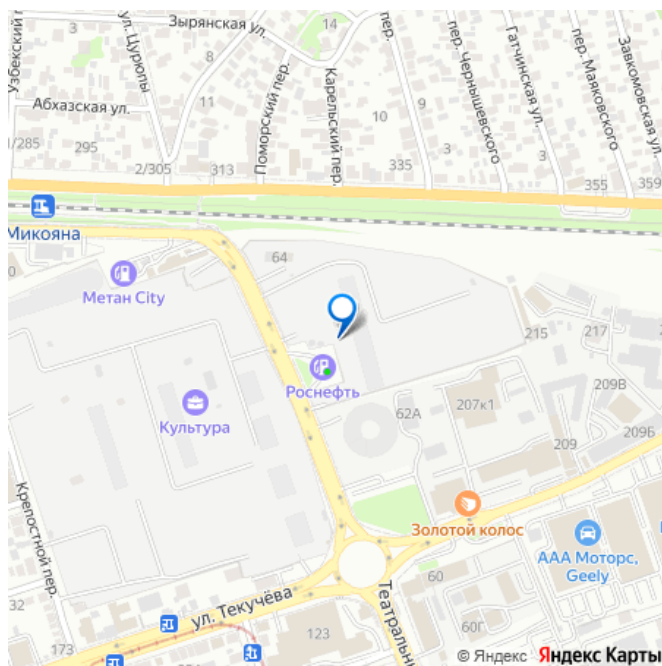 Узбекский п
ул. Цурюпы
Зырянская ул.
14
пер.
пер. Чернышевского
Гатчинская ул.
пер. Маяковского
Завкомовская ул.
8
11
Абхазская ул.
Поморский пер.
Карельский пер.
10
9
3
3
1/285
295
2/305
313
335
355
359
Микояна
0
64
Метан City
215
217
Роснефть
209В
62А
207к1
Культура
209
209Б
Золотой колос
Крепостной пер.
ААА Моторс,
Geely
32
ул. Текучёва
Театральн
60
60Г
173
123
© Яндекс Яндекс Карты